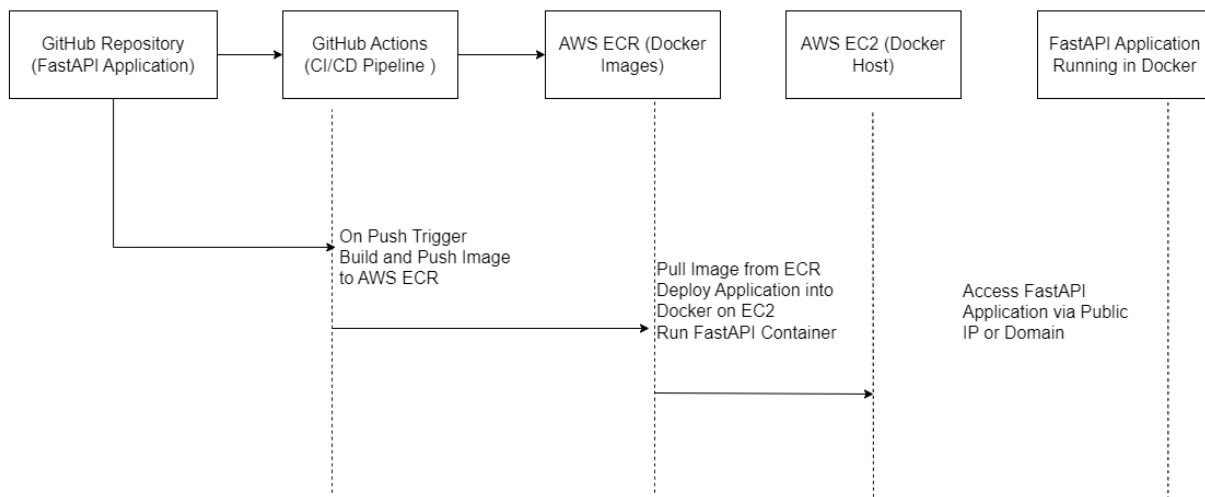 GitHub Repository
(FastAPI Application)
GitHub Actions
(CI/CD Pipeline )
AWS ECR (Docker
Images)
AWS EC2 (Docker
Host)
FastAPI Application
Running in Docker
On Push Trigger
Build and Push Image
to AWS ECR
Pull Image from ECR
Deploy Application into
Docker on EC2
Run FastAPI Container
Access FastAPI
Application via Public
IP or Domain